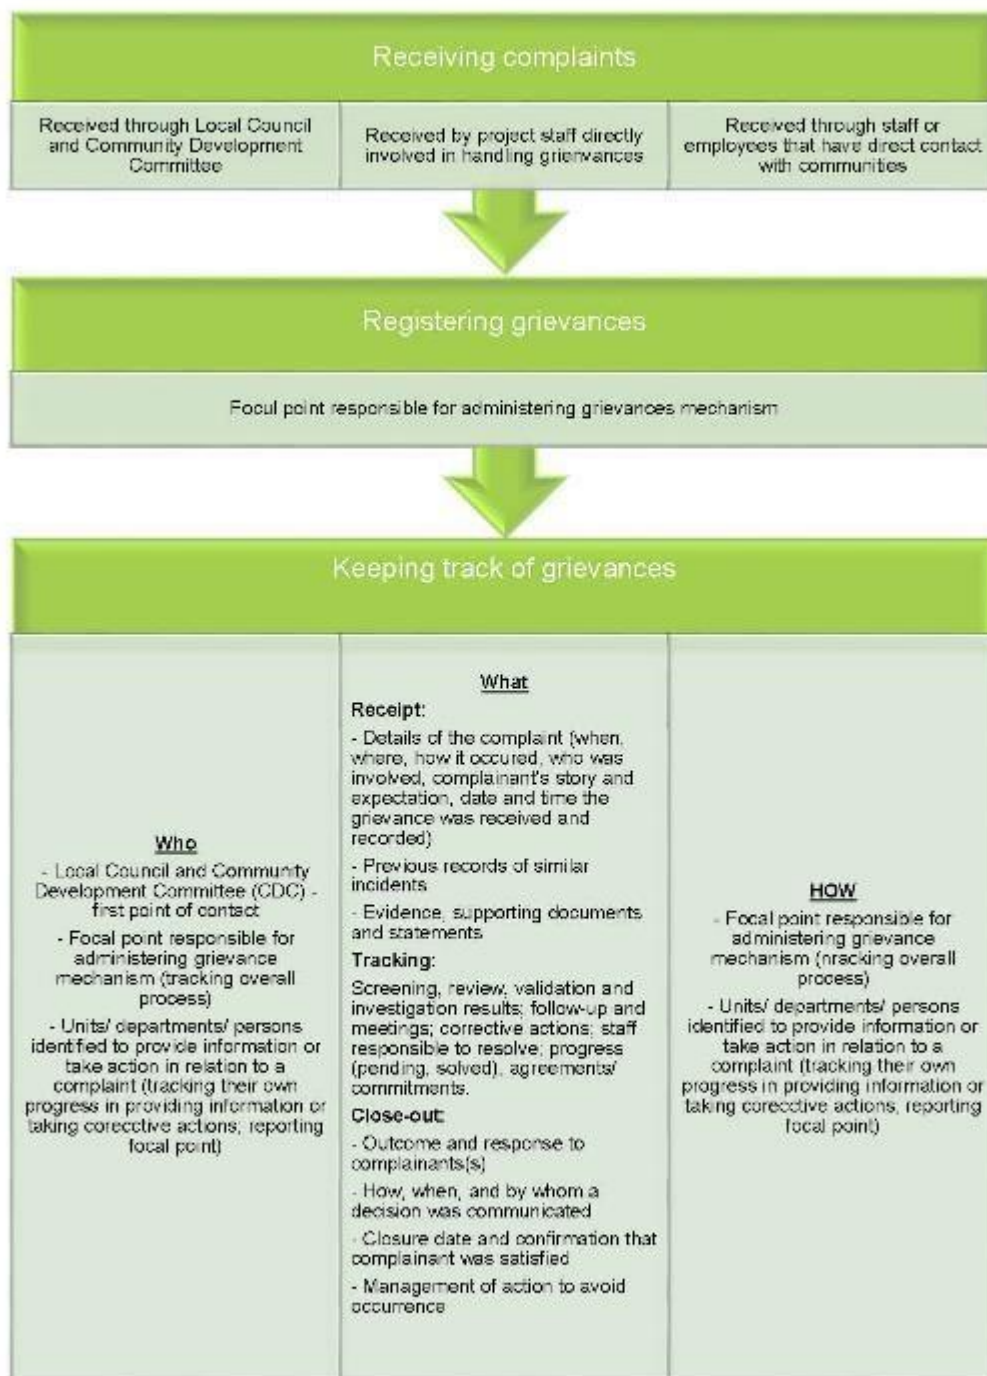 Receiving complaints
Received through Local Council
and Community Development
Committee
Received by project staff directly
involved in handling grienvances
Received through staff or
employees that have direct contact
with communities
Registering grievances
Focul point responsible for administering grievances mechanism
Keeping track of grievances
Who
- Local Council and Community
Development Committee (CDC) -
first point of contact
- Focal point responsible for
administering grievance
mechanism (tracking overall
process)
- Units/ departments/ persons
identified to provide information or
take action in relation to a
complaint (tracking their own
progress in providing information or
taking corecctive actions; reporting
focal point)
What
Receipt:
- Details of the complaint (when,
where, how it occured, who was
involved, complainant's story and
expectation, date and time the
grievance was received and
recorded)
- Previous records of similar
incidents
- Evidence, supporting documents
and statements
Tracking:
Screening, review, validation and
investigation results; follow-up and
meetings; corrective actions; staff
responsible to resolve; progress
(pending, solved), agreements/
commitments.
Close-out:
- Outcome and response to
complainants(s)
- How, when, and by whom a
decision was communicated
- Closure date and confirmation that
complainant was satisfied
- Management of action to avoid
occurrence
HOW
- Focal point responsible for
administering grievance
mechanism (nracking overall
process)
- Units/ departments/ persons
identified to provide information or
take action in relation to a
complaint (tracking their own
progress in providing information or
taking corecctive actions; reporting
focal point)